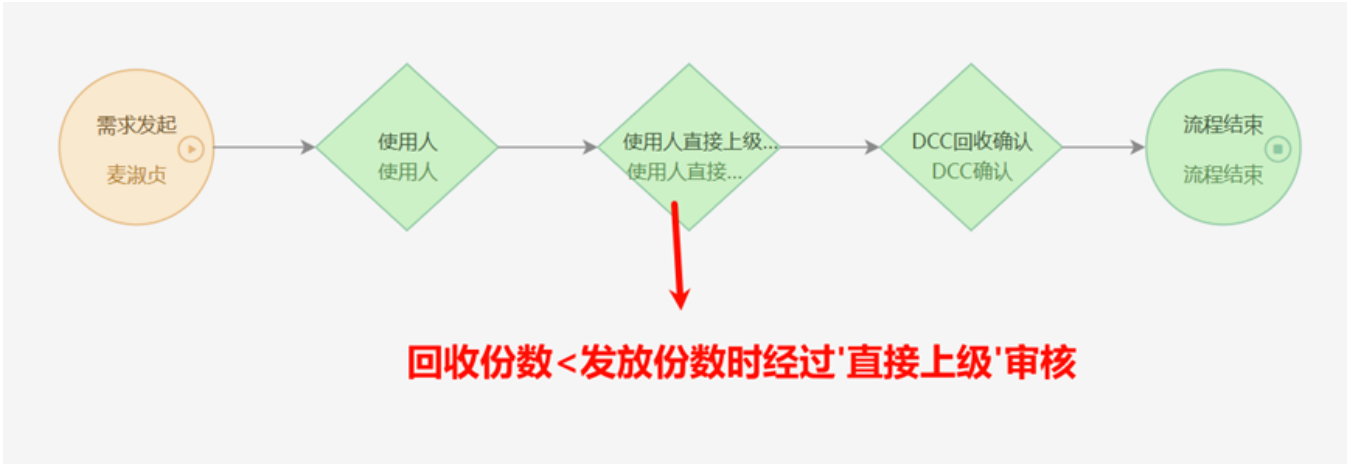 需求发起
麦淑贞
使用人
使用人
使用人直接上级...
使用人直接...
DCC回收确认
DCC确认
流程结束
流程结束
回收份数<发放份数时经过'直接上级'审核